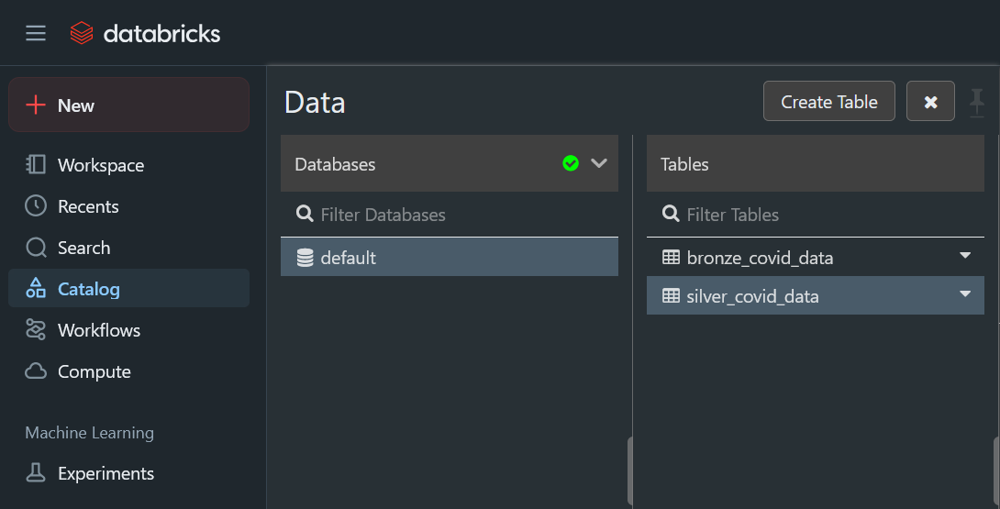 databricks
New
Workspace
Recents
Search
Catalog
Workflows
Compute
Machine Learning
Experiments
Data
Create Table
Databases
Filter Databases
default
Tables
Filter Tables
bronze_covid_data
silver_covid_data